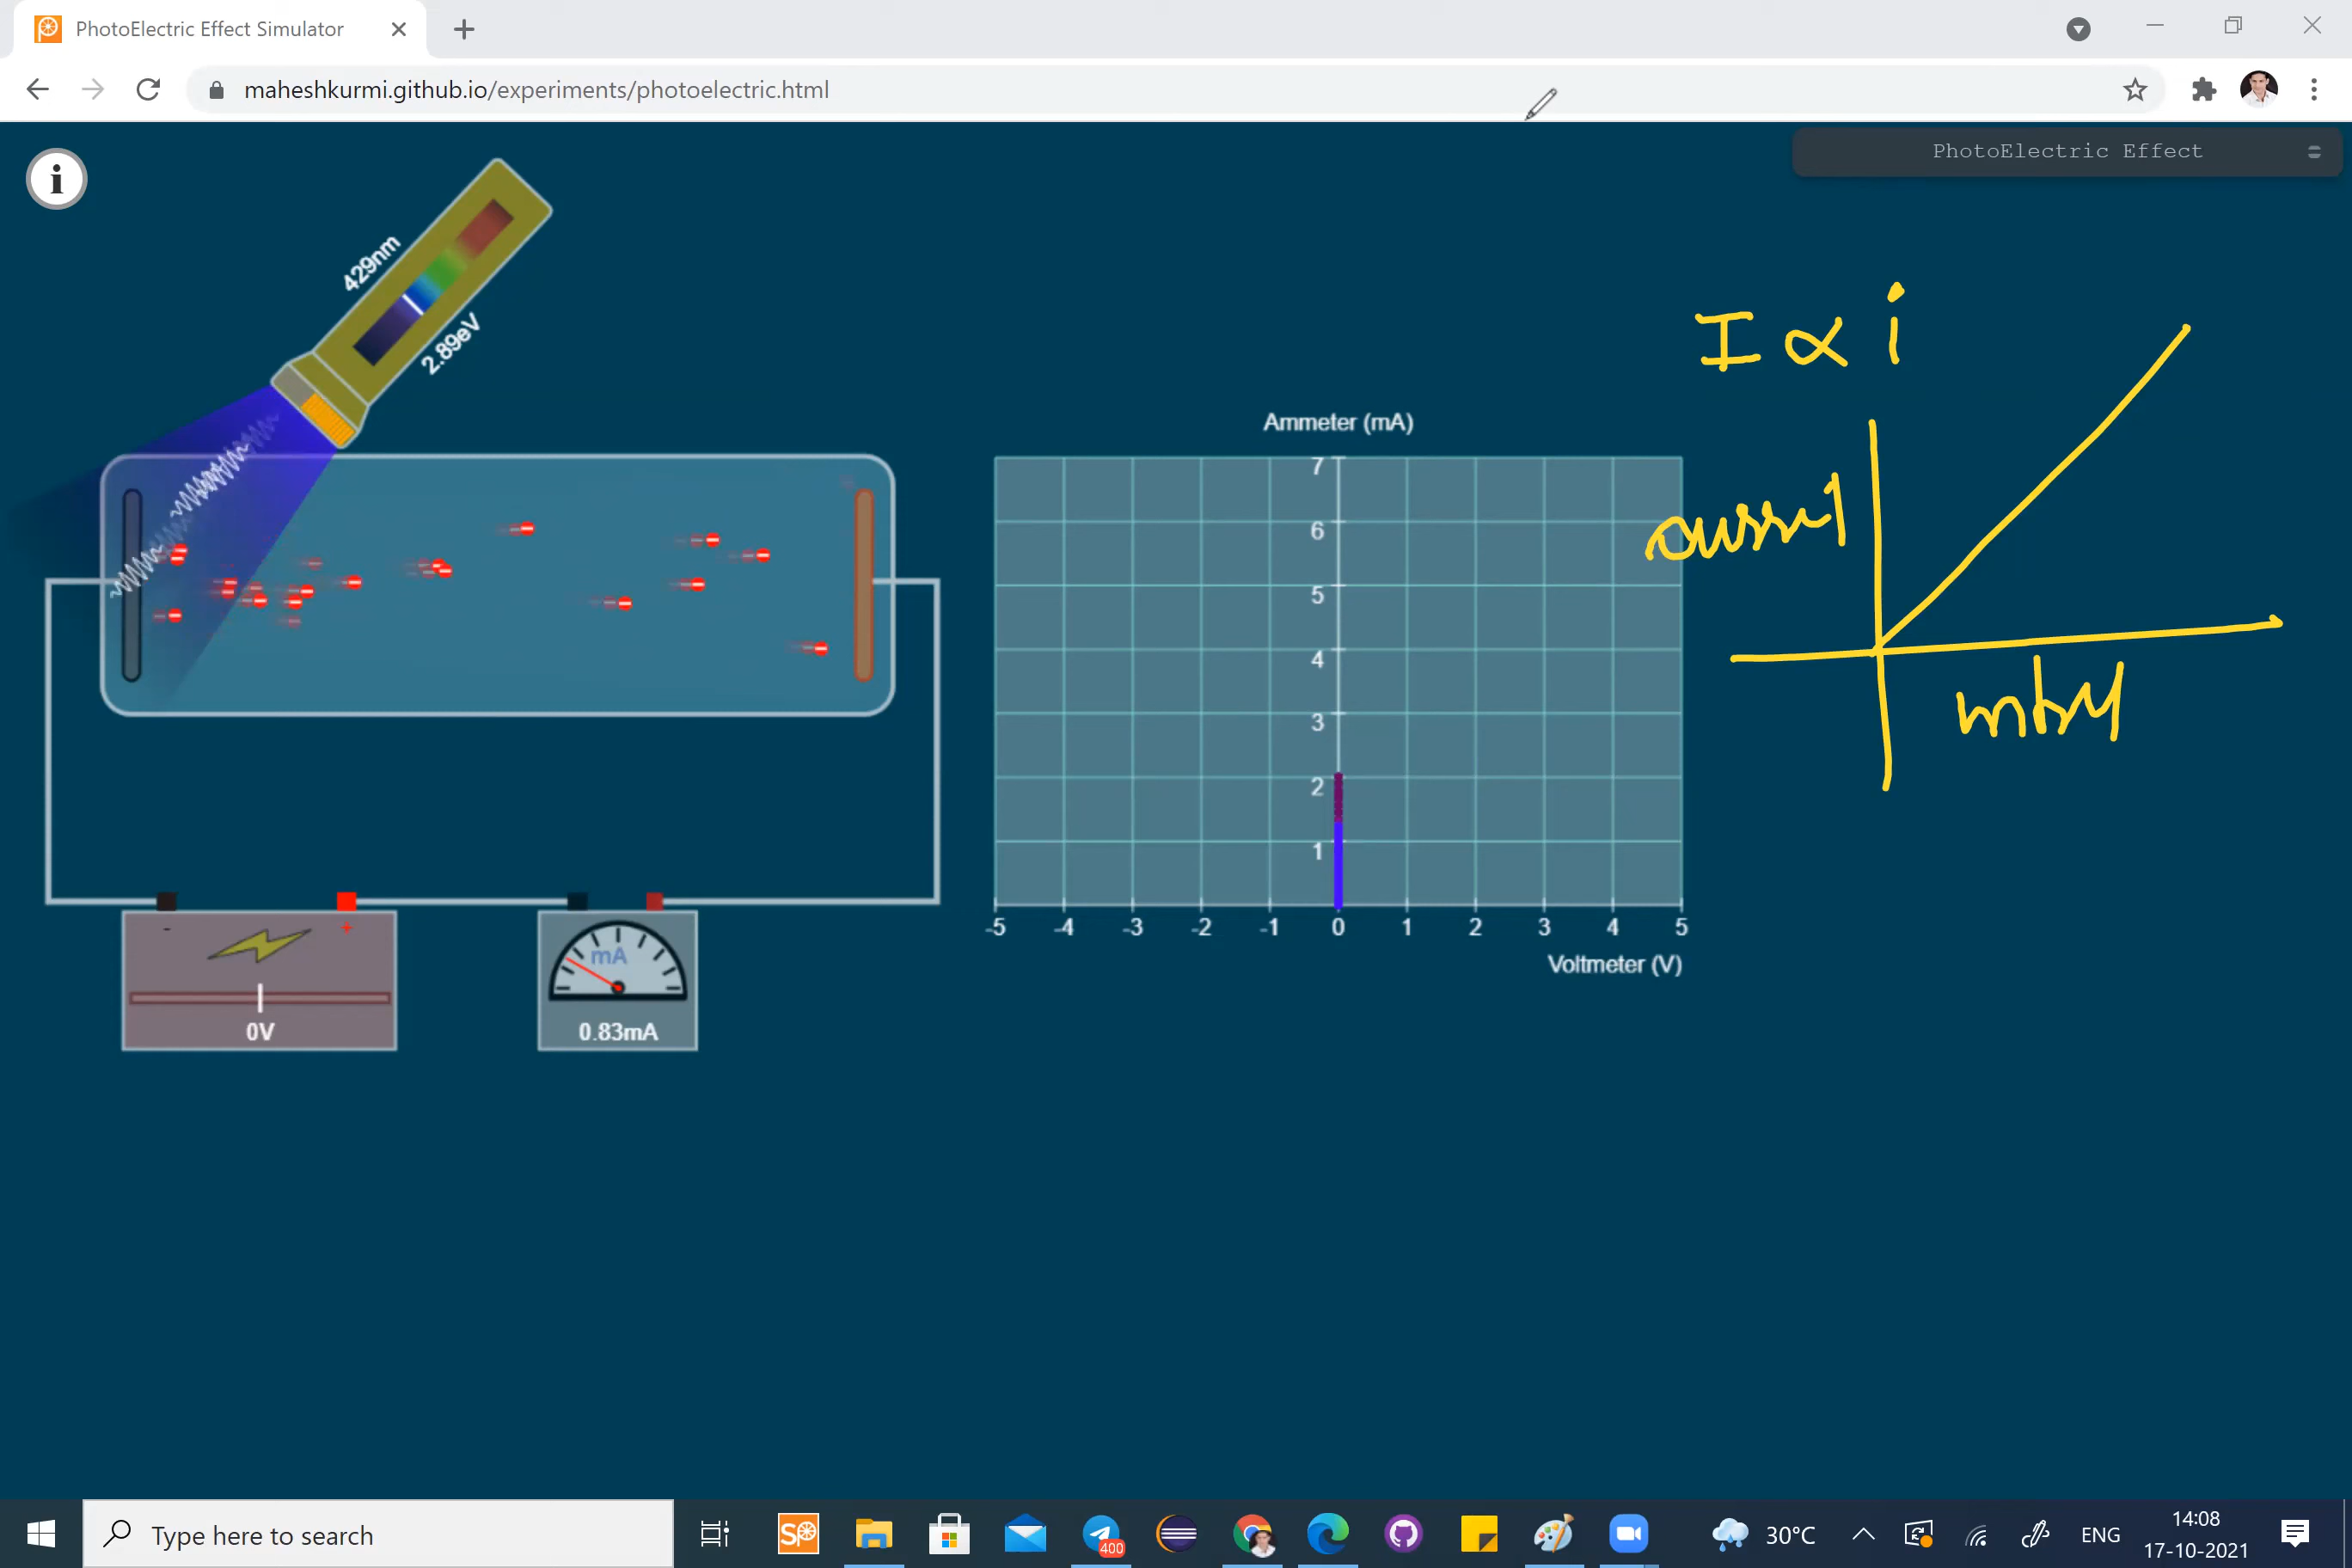 PhotoElectric Effect Simulator
maheshkurmi.github.io/experiments/photoelectric.html
i
PhotoElectric Effect
429nm
2.89eV
I ∝ i
Ammeter (mA)
7
6
5
4
3
2
1
-5 -4 -3 -2 -1 0 1 2 3 4 5
Voltmeter (V)
- +
0V
mA
0.83mA
Type here to search
SP
400
30°C
ENG
14:08
17-10-2021